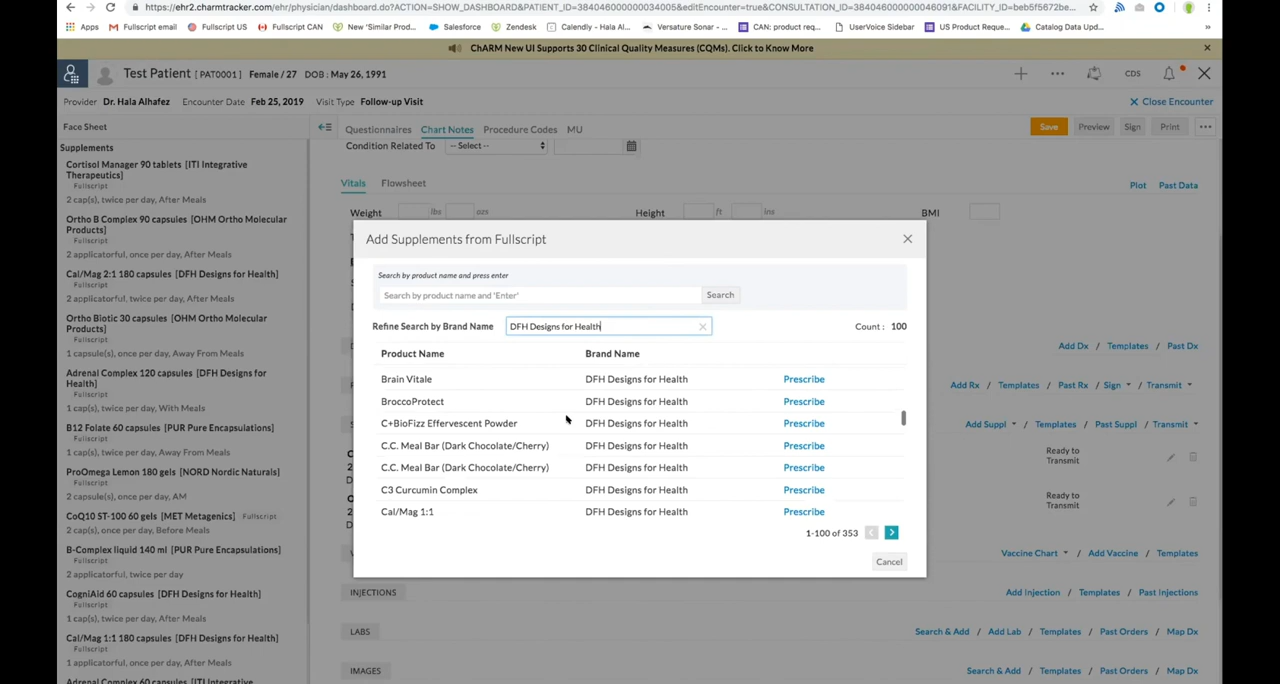 https://ehr2.charmtracker.com/ehr/physician/dashboard.do?ACTION=SHOW_DASHBOARD&PATIENT_ID=384046000000034005&editEncounter=true&CONSULTATION_ID=384046000000046091&FACILITY_ID=beb5f5672be...
Apps
Fullscript email
Fullscript US
Fullscript CAN
New 'Similar Prod...
Salesforce
Zendesk
Calendly - Hala Al...
Versature Sonar - ...
CAN: product req...
UserVoice Sidebar
US Product Reque...
Catalog Data Upd...
»
ChARM New UI Supports 30 Clinical Quality Measures (CQMs). Click to Know More
Test Patient [ PAT0001 ] Female / 27 DOB : May 26, 1991
CDS
Provider Dr. Hala Alhafez Encounter Date Feb 25, 2019 Visit Type Follow-up Visit
Close Encounter
Face Sheet
Questionnaires Chart Notes Procedure Codes MU
Save Preview Sign Print
Supplements
Cortisol Manager 90 tablets [ITI Integrative
Therapeutics]
Fullscript
2 cap(s), twice per day, After Meals
Ortho B Complex 90 capsules [OHM Ortho Molecular
Products]
Fullscript
2 applicatorful, once per day, After Meals
Cal/Mag 2:1 180 capsules [DFH Designs for Health]
Fullscript
2 applicatorful, twice per day, After Meals
Ortho Biotic 30 capsules [OHM Ortho Molecular
Products]
Fullscript
1 capsule(s), once per day, Away From Meals
Adrenal Complex 120 capsules [DFH Designs for
Health]
Fullscript
1 cap(s), twice per day, With Meals
B12 Folate 60 capsules [PUR Pure Encapsulations]
Fullscript
1 cap(s), twice per day, Away From Meals
ProOmega Lemon 180 gels [NORD Nordic Naturals]
Fullscript
2 capsule(s), once per day, AM
CoQ10 ST-100 60 gels [MET Metagenics] Fullscript
2 cap(s), once per day, Before Meals
B-Complex liquid 140 ml [PUR Pure Encapsulations]
Fullscript
2 applicatorful, twice per day
CogniAid 60 capsules [DFH Designs for Health]
Fullscript
1 cap(s), twice per day, After Meals
Cal/Mag 1:1 180 capsules [DFH Designs for Health]
Fullscript
1 applicatorful, twice per day, After Meals
Adrenal Complex 60 capsules [ITI Integrative
Condition Related To -- Select --
Vitals Flowsheet
Plot Past Data
Weight lbs ozs Height ft ins BMI
Add Supplements from Fullscript
Search by product name and press enter
Search by product name and 'Enter' Search
Refine Search by Brand Name DFH Designs for Health Count : 100
Product Name Brand Name
Brain Vitale DFH Designs for Health Prescribe
BroccoProtect DFH Designs for Health Prescribe
C+BioFizz Effervescent Powder DFH Designs for Health Prescribe
C.C. Meal Bar (Dark Chocolate/Cherry) DFH Designs for Health Prescribe
C.C. Meal Bar (Dark Chocolate/Cherry) DFH Designs for Health Prescribe
C3 Curcumin Complex DFH Designs for Health Prescribe
Cal/Mag 1:1 DFH Designs for Health Prescribe
1-100 of 353
Cancel
Add Dx / Templates / Past Dx
Add Rx / Templates / Past Rx / Sign / Transmit
Add Suppl / Templates / Past Suppl / Transmit
Ready to
Transmit
Ready to
Transmit
Vaccine Chart / Add Vaccine / Templates
INJECTIONS
Add Injection / Templates / Past Injections
LABS
Search & Add / Add Lab / Templates / Past Orders / Map Dx
IMAGES
Search & Add / Templates / Past Orders / Map Dx